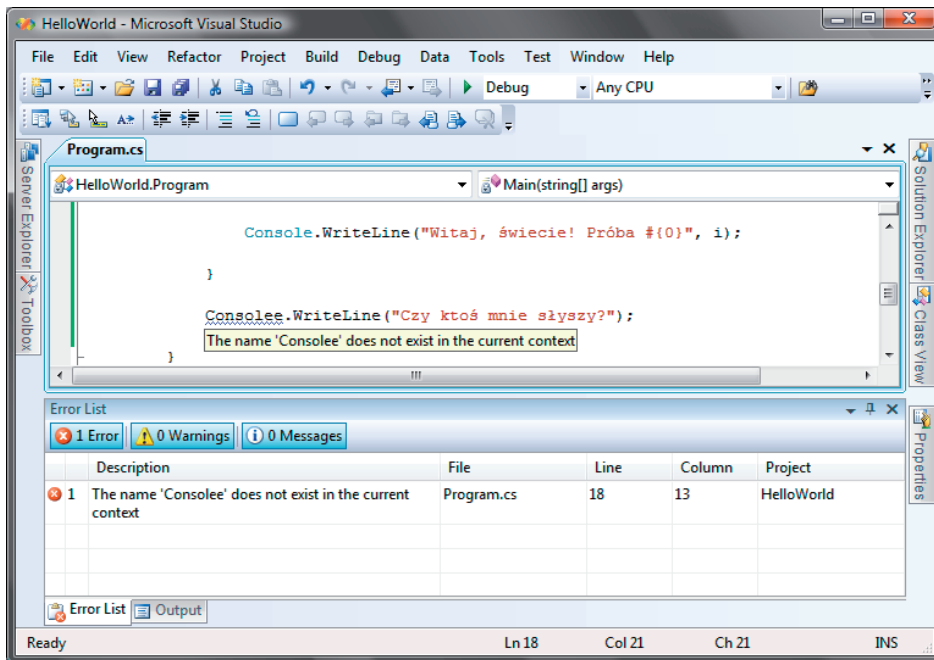 HelloWorld - Microsoft Visual Studio
File Edit View Refactor Project Build Debug Data Tools Test Window Help
Debug Any CPU
Program.cs
HelloWorld.Program Main(string[] args)
Console.WriteLine("Witaj, świecie! Próba #{0}", i);
}
Consolee.WriteLine("Czy ktoś mnie słyszy?");
The name 'Consolee' does not exist in the current context
}
Server Explorer
Toolbox
Solution Explorer
Class View
Properties
Error List
1 Error 0 Warnings 0 Messages
Description File Line Column Project
1 The name 'Consolee' does not exist in the current Program.cs 18 13 HelloWorld
context
Error List Output
Ready Ln 18 Col 21 Ch 21 INS